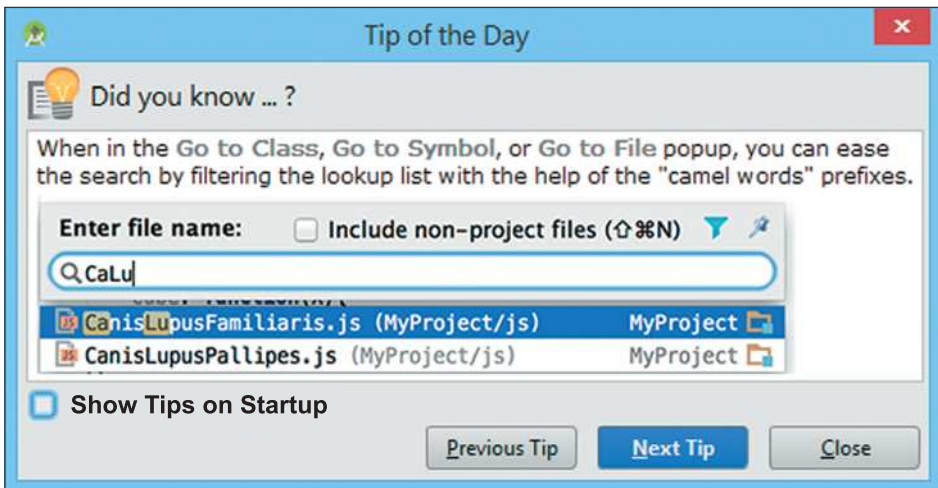 Tip of the Day
x
Did you know ... ?
When in the Go to Class, Go to Symbol, or Go to File popup, you can ease
the search by filtering the lookup list with the help of the "camel words" prefixes.
Enter file name: Include non-project files (⇧⌘N)
CaLu
function(x){
JS CanisLupusFamiliaris.js (MyProject/js) MyProject
JS CanisLupusPallipes.js (MyProject/js) MyProject
Show Tips on Startup
Previous Tip Next Tip Close